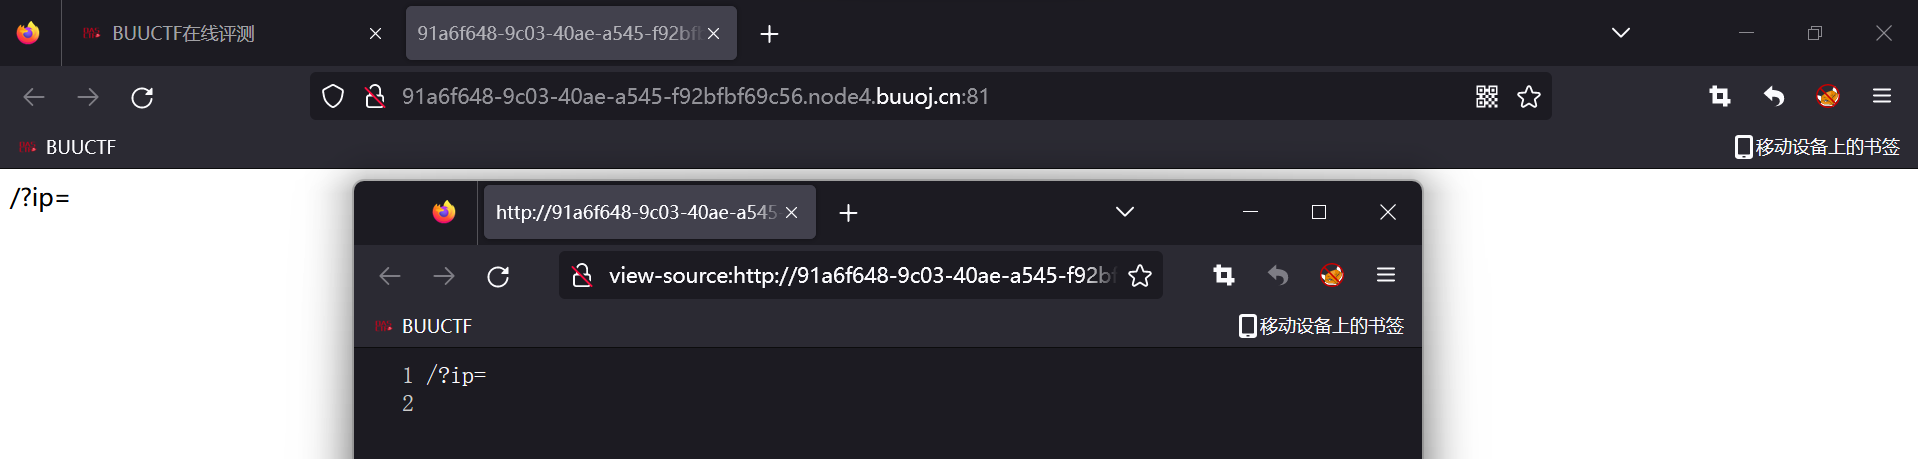 BUUCTF在线评测
91a6f648-9c03-40ae-a545-f92bf
91a6f648-9c03-40ae-a545-f92bfbf69c56.node4.buuoj.cn:81
BUUCTF
移动设备上的书签
/?ip=
http://91a6f648-9c03-40ae-a545-
view-source:http://91a6f648-9c03-40ae-a545-f92bf
BUUCTF
移动设备上的书签
1 /?ip=
2